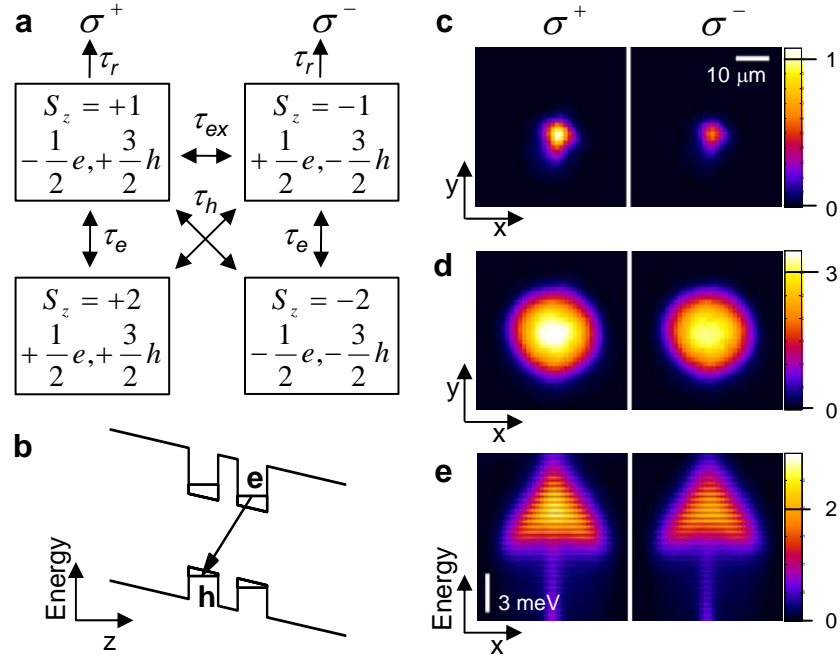 a
σ⁺ σ⁻
τr τr
Sz = +1
−1/2 e, +3/2 h
τex
Sz = −1
+1/2 e, −3/2 h
τe τh τe
Sz = +2
+1/2 e, +3/2 h
Sz = −2
−1/2 e, −3/2 h
b
e
h
Energy
z
c
σ⁺ σ⁻
10 μm
1
0
y
x
d
3
0
y
x
e
2
0
Energy
3 meV
x